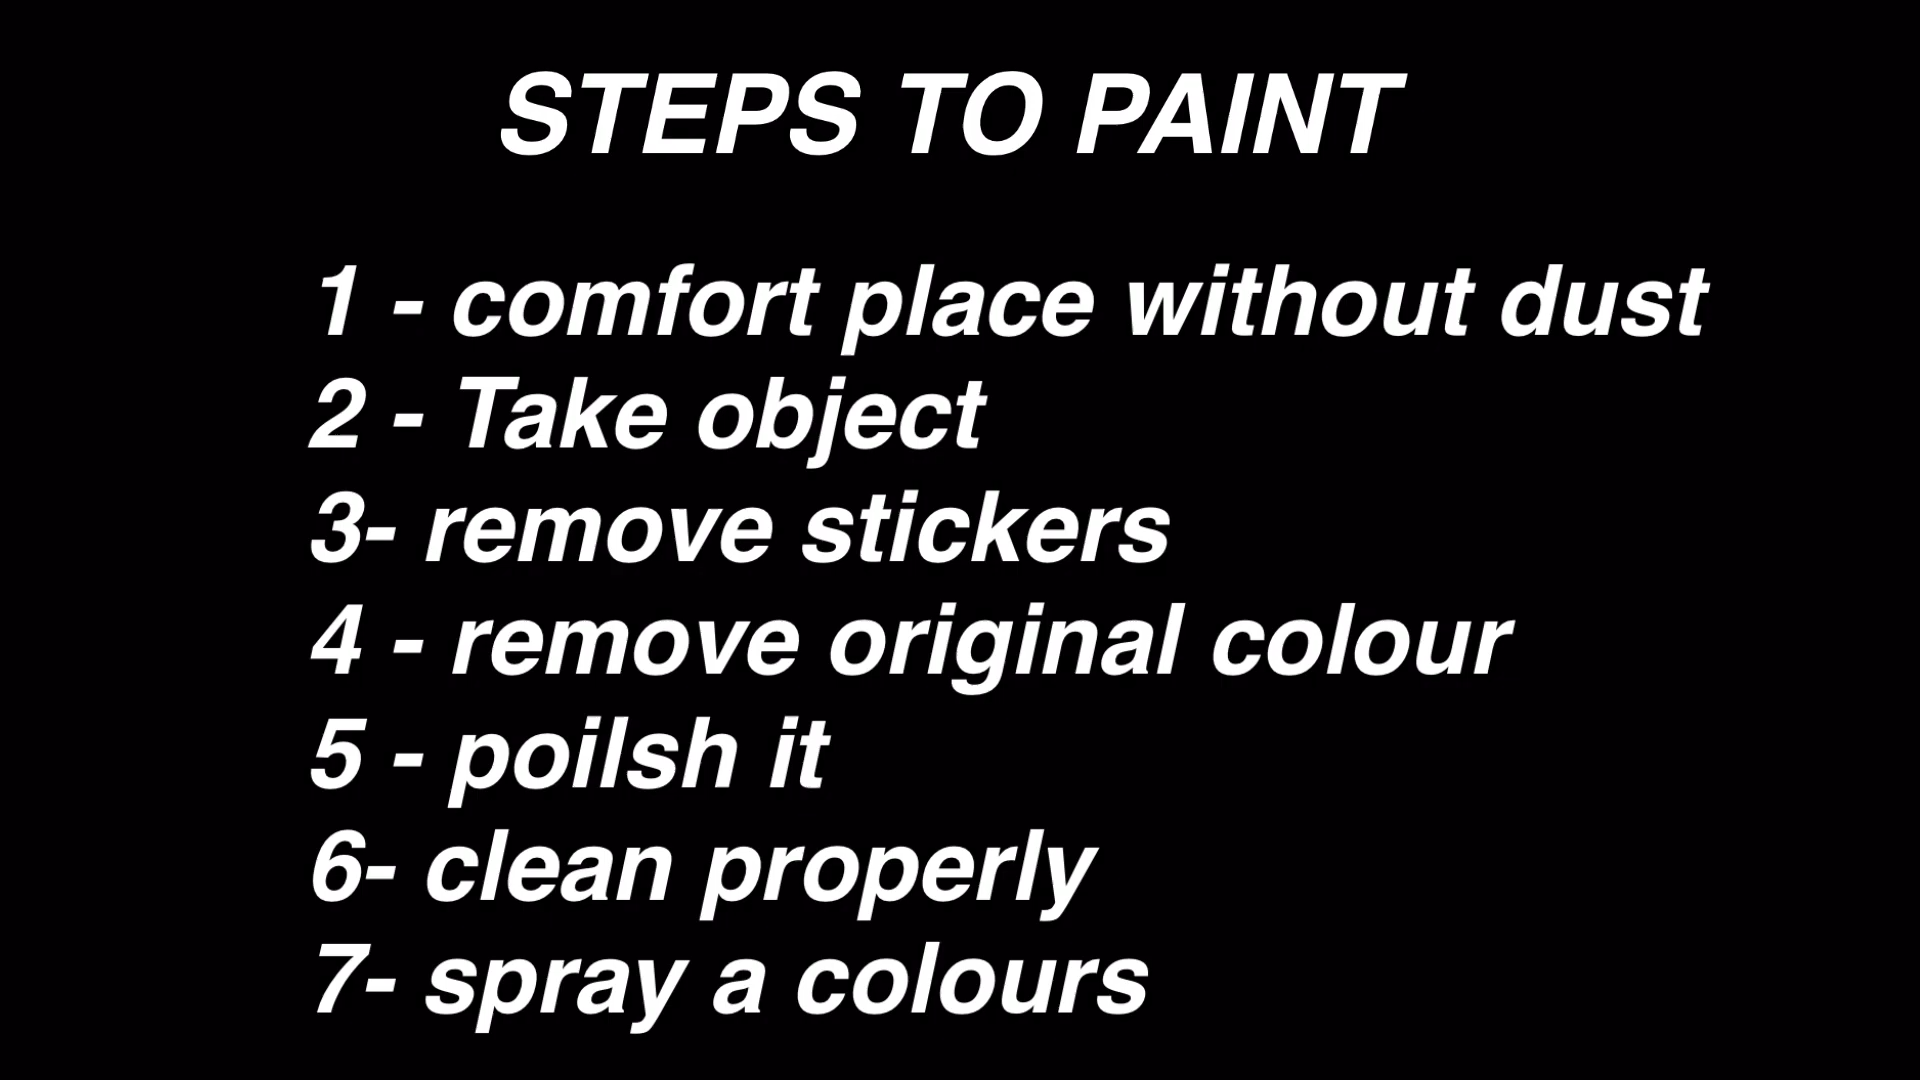 STEPS TO PAINT
1 - comfort place without dust
2 - Take object
3- remove stickers
4 - remove original colour
5 - poilsh it
6- clean properly
7- spray a colours